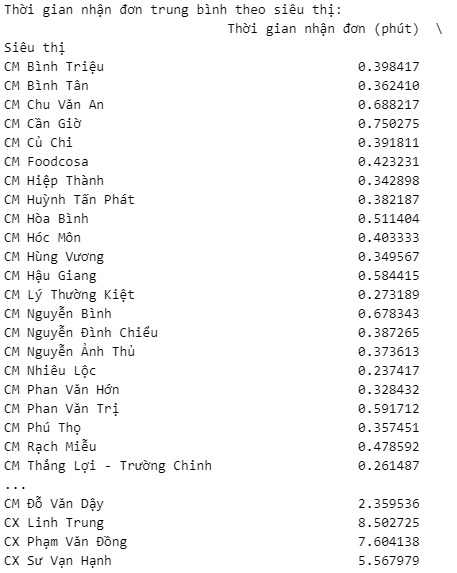 Thời gian nhận đơn trung bình theo siêu thị:
Thời gian nhận đơn (phút) \
Siêu thị
CM Bình Triệu 0.398417
CM Bình Tân 0.362410
CM Chu Văn An 0.688217
CM Cần Giờ 0.750275
CM Củ Chi 0.391811
CM Foodcosa 0.423231
CM Hiệp Thành 0.342898
CM Huỳnh Tấn Phát 0.382187
CM Hòa Bình 0.511404
CM Hóc Môn 0.403333
CM Hùng Vương 0.349567
CM Hậu Giang 0.584415
CM Lý Thường Kiệt 0.273189
CM Nguyễn Bình 0.678343
CM Nguyễn Đình Chiểu 0.387265
CM Nguyễn Ảnh Thủ 0.373613
CM Nhiêu Lộc 0.237417
CM Phan Văn Hớn 0.328432
CM Phan Văn Trị 0.591712
CM Phú Thọ 0.357451
CM Rạch Miễu 0.478592
CM Thắng Lợi - Trường Chinh 0.261487
...
CM Đỗ Văn Dậy 2.359536
CX Linh Trung 8.502725
CX Phạm Văn Đồng 7.604138
CX Sư Vạn Hạnh 5.567979